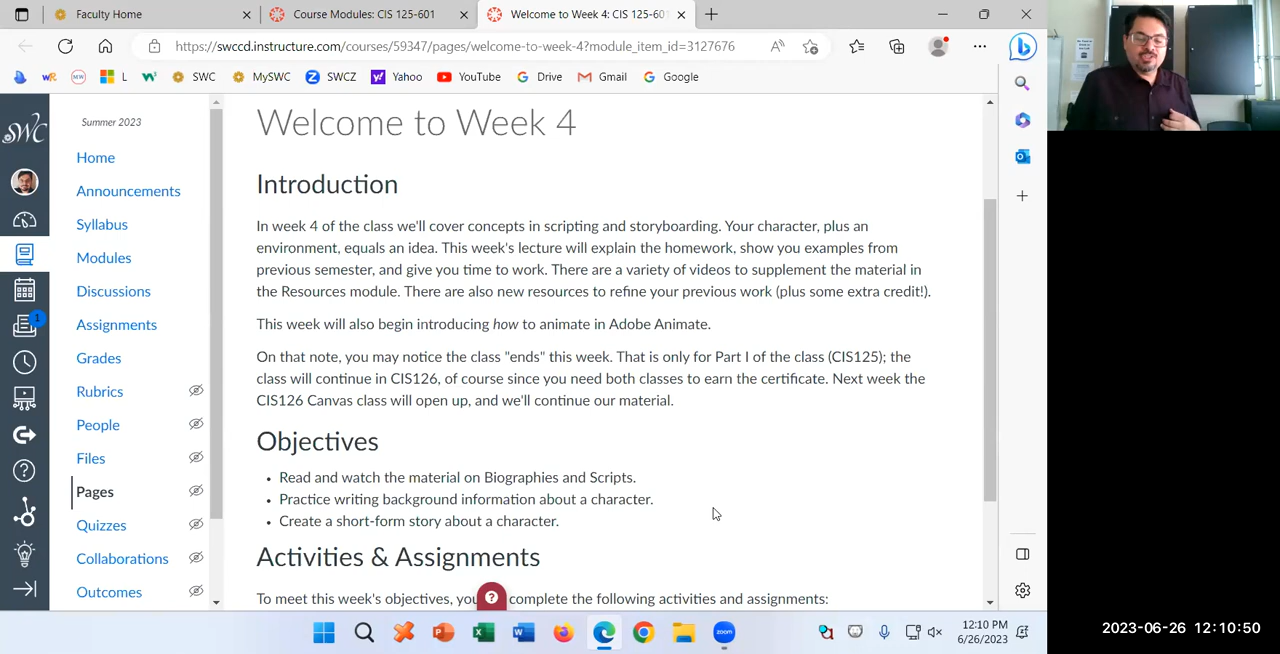 Faculty Home
Course Modules: CIS 125-601
Welcome to Week 4: CIS 125-601
https://swccd.instructure.com/courses/59347/pages/welcome-to-week-4?module_item_id=3127676
L
SWC
MySWC
SWCZ
Yahoo
YouTube
Drive
Gmail
Google
SWC
1
Summer 2023
Home
Announcements
Syllabus
Modules
Discussions
Assignments
Grades
Rubrics
People
Files
Pages
Quizzes
Collaborations
Outcomes
Welcome to Week 4
Introduction
In week 4 of the class we'll cover concepts in scripting and storyboarding. Your character, plus an
environment, equals an idea. This week's lecture will explain the homework, show you examples from
previous semester, and give you time to work. There are a variety of videos to supplement the material in
the Resources module. There are also new resources to refine your previous work (plus some extra credit!).
This week will also begin introducing how to animate in Adobe Animate.
On that note, you may notice the class "ends" this week. That is only for Part I of the class (CIS125); the
class will continue in CIS126, of course since you need both classes to earn the certificate. Next week the
CIS126 Canvas class will open up, and we'll continue our material.
Objectives
• Read and watch the material on Biographies and Scripts.
• Practice writing background information about a character.
• Create a short-form story about a character.
Activities & Assignments
To meet this week's objectives, you complete the following activities and assignments:
zoom
12:10 PM
6/26/2023
2023-06-26 12:10:50